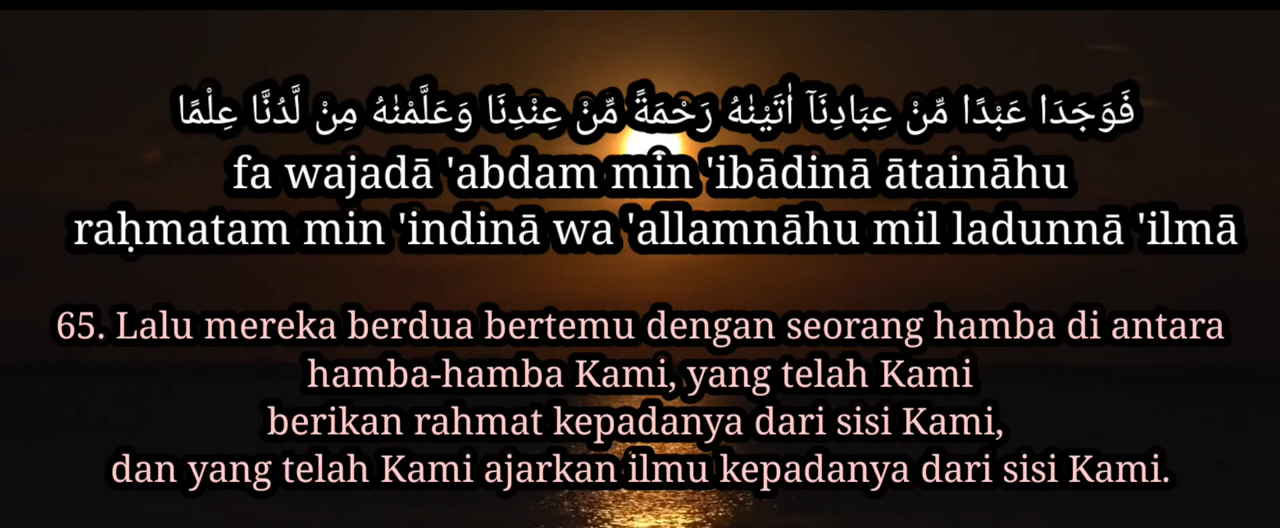 فَوَجَدَا عَبْدًا مِّنْ عِبَادِنَآ اٰتَيْنٰهُ رَحْمَةً مِّنْ عِنْدِنَا وَعَلَّمْنٰهُ مِنْ لَّدُنَّا عِلْمًا
fa wajadā 'abdam min 'ibādinā ātaināhu
raḥmatam min 'indinā wa 'allamnāhu mil ladunnā 'ilmā
65. Lalu mereka berdua bertemu dengan seorang hamba di antara
hamba-hamba Kami, yang telah Kami
berikan rahmat kepadanya dari sisi Kami,
dan yang telah Kami ajarkan ilmu kepadanya dari sisi Kami.